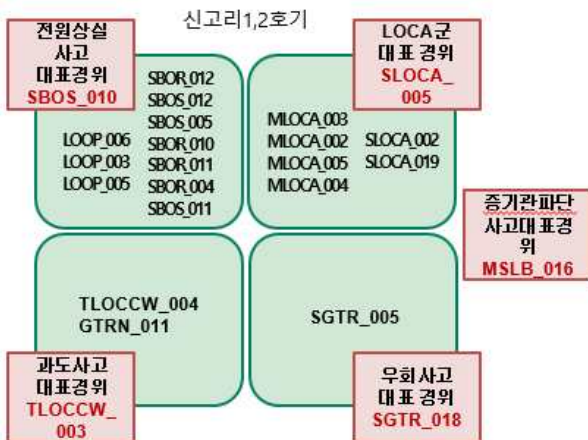 신고리1,2호기
전원상실
사고
대표경위
SBOS_010
LOCA군
대표경위
SLOCA_
005
SBOR_012
SBOS_012
SBOS_005
SBOR_010
SBOR_011
SBOR_004
SBOS_011
LOOP_006
LOOP_003
LOOP_005
MLOCA_003
MLOCA_002
MLOCA_005
MLOCA_004
SLOCA_002
SLOCA_019
증기관파단
사고대표경
위
MSLB_016
TLOCCW_004
GTRN_011
SGTR_005
과도사고
대표경위
TLOCCW_
003
우회사고
대표경위
SGTR_018